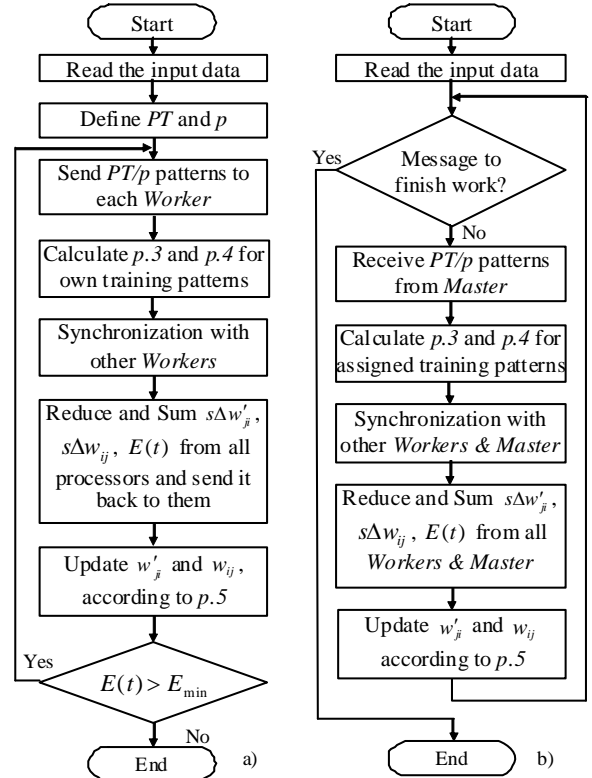 Start
Read the input data
Define PT and p
Send PT/p patterns to
each Worker
Calculate p.3 and p.4 for
own training patterns
Synchronization with
other Workers
Reduce and Sum sΔw′ji,
sΔwij, E(t) from all
processors and send it
back to them
Update w′ji and wij,
according to p.5
Yes
E(t) > Emin
No
End
a)
Start
Read the input data
Yes
Message to
finish work?
No
Receive PT/p patterns
from Master
Calculate p.3 and p.4 for
assigned training patterns
Synchronization with
other Workers & Master
Reduce and Sum sΔw′ji,
sΔwij, E(t) from all
Workers & Master
Update w′ji and wij
according to p.5
End
b)